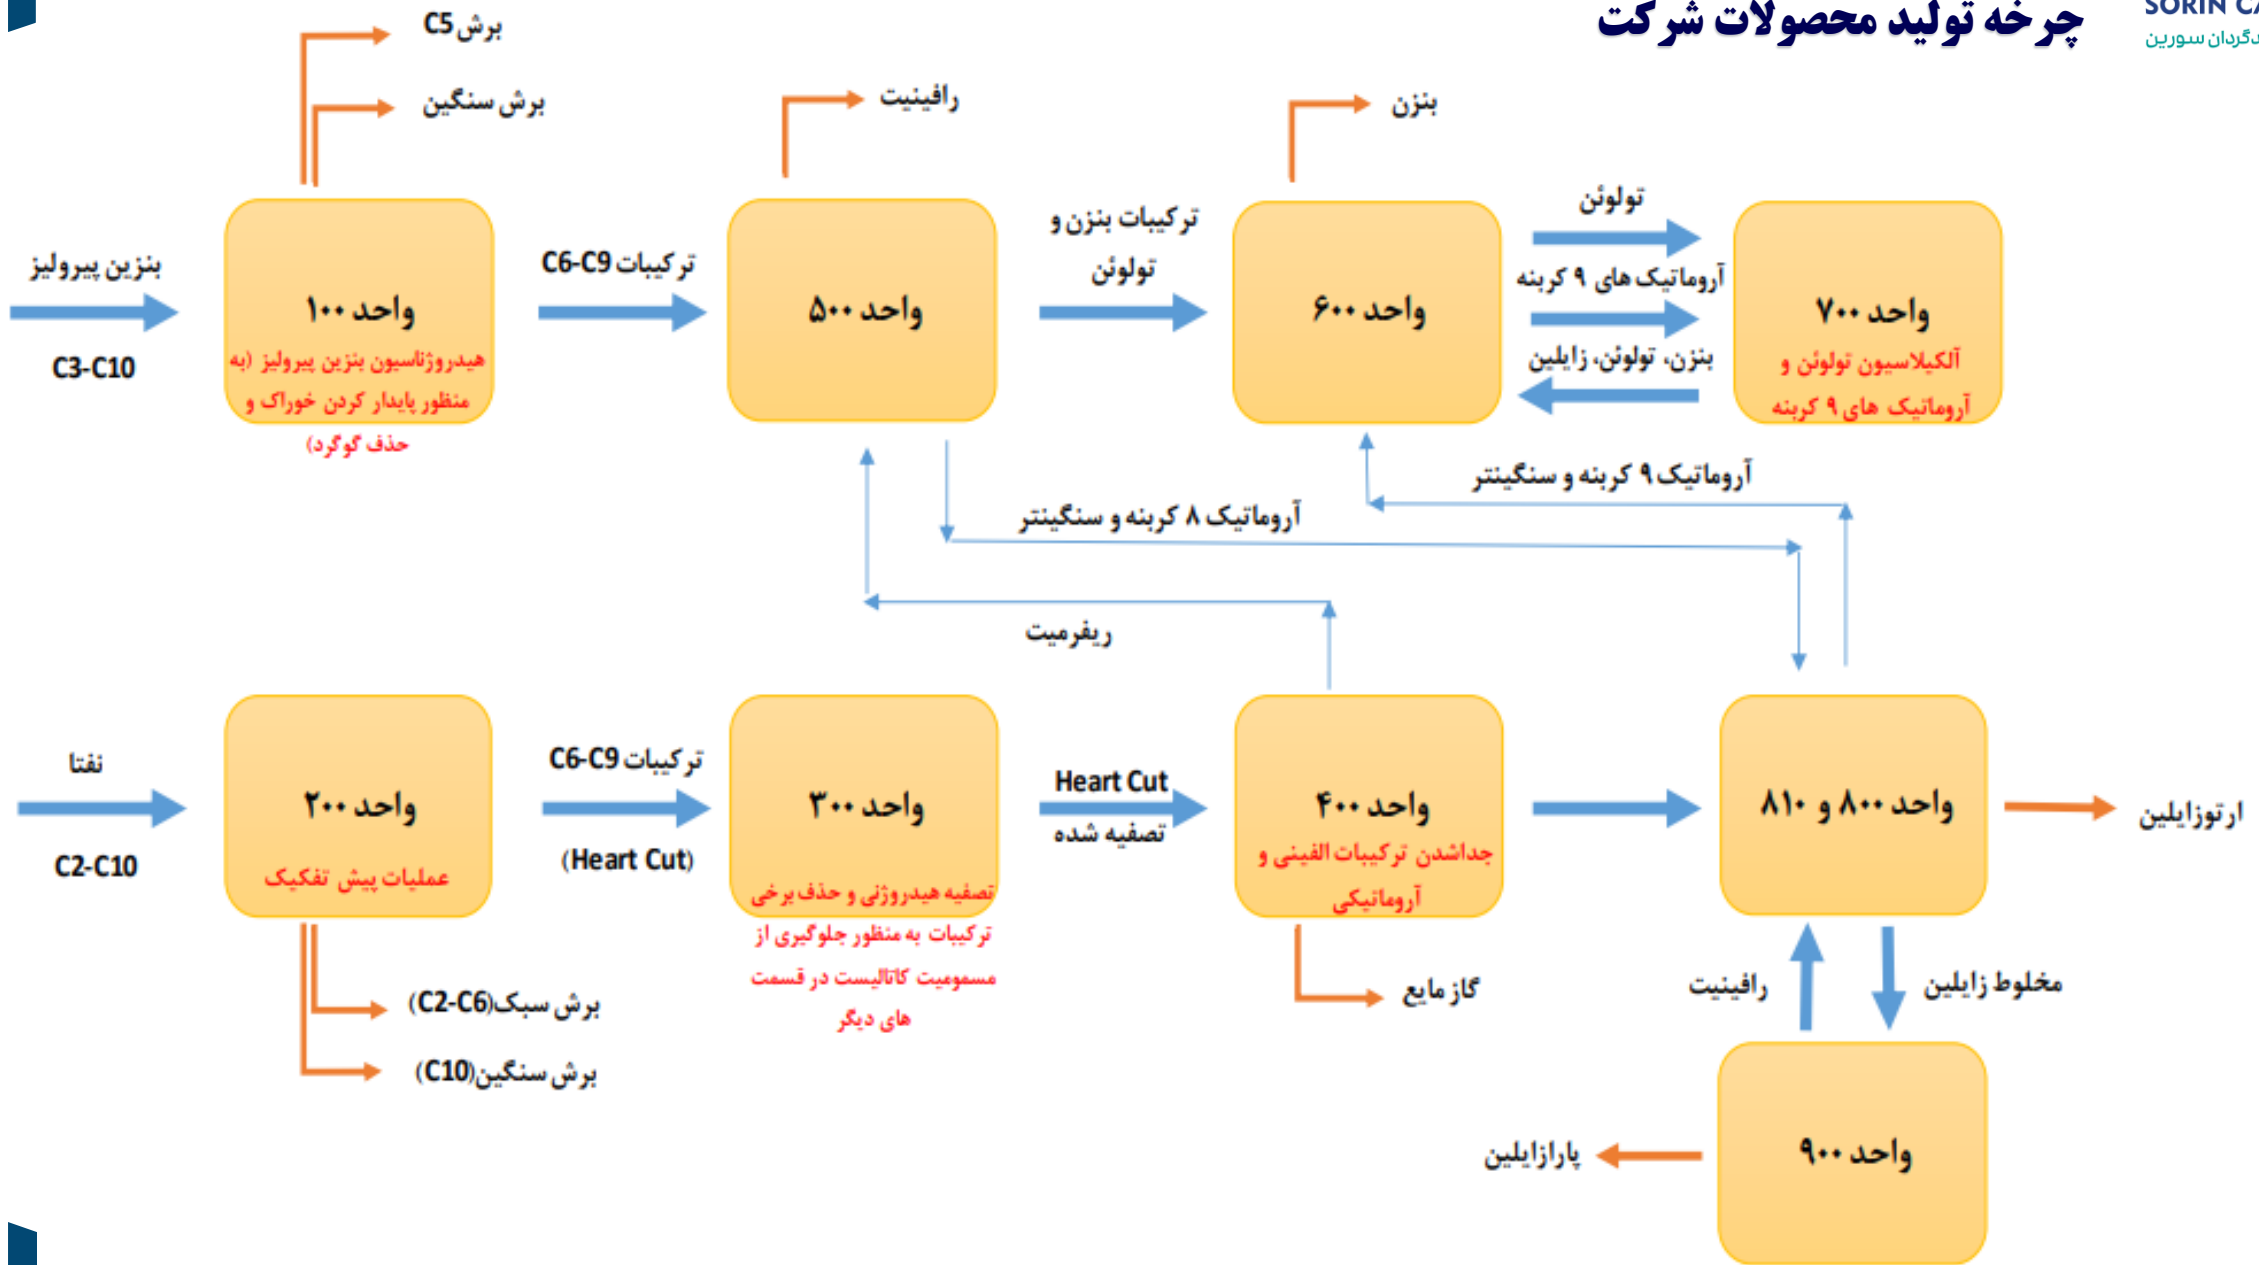 چرخه تولید محصولات شرکت
SORIN
سورین
برش C5
برش سنگین
رافینیت
بنزن
بنزین پیرولیز
C3-C10
واحد ۱۰۰
هیدروژناسیون بنزین پیرولیز (به
منظور پایدار کردن خوراک و
حذف گوگرد)
ترکیبات C6-C9
واحد ۵۰۰
ترکیبات بنزن و
تولوئن
واحد ۶۰۰
تولوئن
آروماتیک های ۹ کربنه
بنزن، تولوئن، زایلین
واحد ۷۰۰
آلکیلاسیون تولوئن و
آروماتیک های ۹ کربنه
آروماتیک ۹ کربنه و سنگینتر
آروماتیک ۸ کربنه و سنگینتر
ریفرمیت
نفتا
C2-C10
واحد ۲۰۰
عملیات پیش تفکیک
ترکیبات C6-C9
(Heart Cut)
واحد ۳۰۰
تصفیه هیدروژنی و حذف برخی
ترکیبات به منظور جلوگیری از
مسمومیت کاتالیست در قسمت
های دیگر
Heart Cut
تصفیه شده
واحد ۴۰۰
جداشدن ترکیبات الفینی و
آروماتیکی
واحد ۸۰۰ و ۸۱۰
ارتوزایلین
برش سبک(C2-C6)
برش سنگین(C10)
گاز مایع
رافینیت
مخلوط زایلین
واحد ۹۰۰
پارازایلین